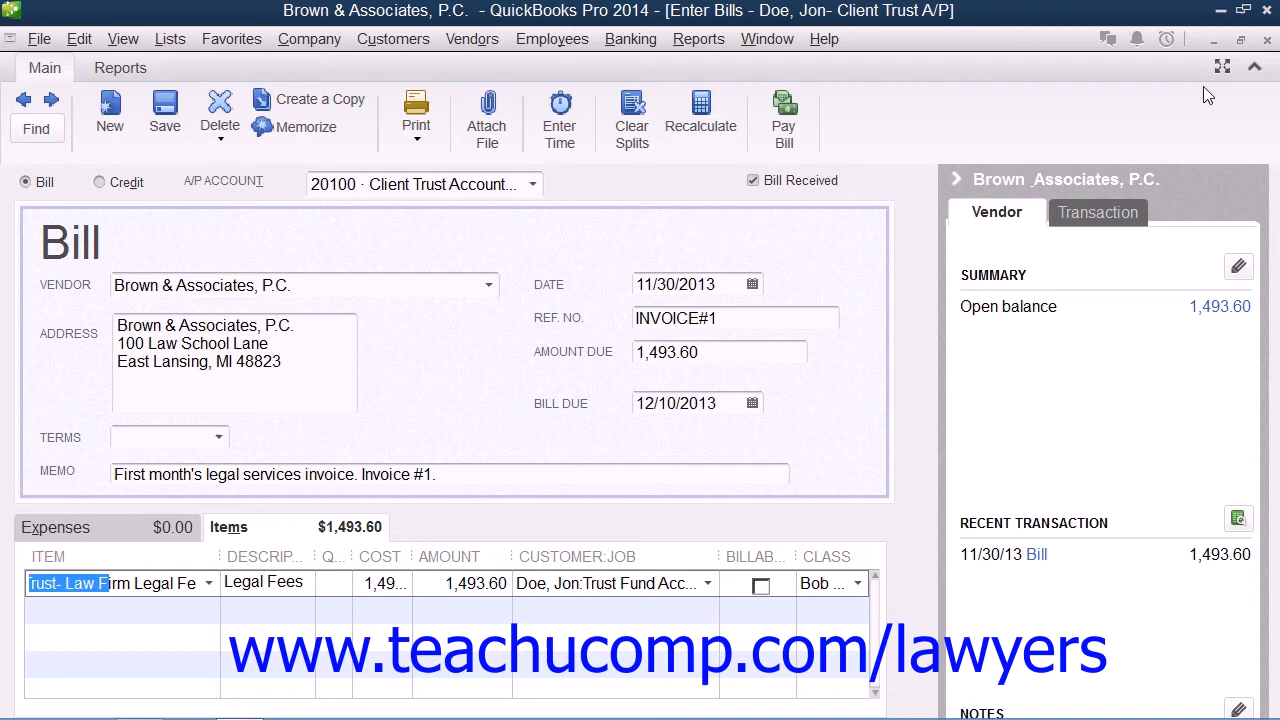 Brown & Associates, P.C. - QuickBooks Pro 2014 - [Enter Bills - Doe, Jon- Client Trust A/P]
File Edit View Lists Favorites Company Customers Vendors Employees Banking Reports Window Help
Main Reports
Find
New
Save
Delete
Create a Copy
Memorize
Print
Attach File
Enter Time
Clear Splits
Recalculate
Pay Bill
Bill Credit A/P ACCOUNT 20100 · Client Trust Account... Bill Received
Bill
VENDOR Brown & Associates, P.C.
ADDRESS Brown & Associates, P.C.
100 Law School Lane
East Lansing, MI 48823
TERMS
MEMO First month's legal services invoice. Invoice #1.
DATE 11/30/2013
REF. NO. INVOICE#1
AMOUNT DUE 1,493.60
BILL DUE 12/10/2013
Expenses $0.00 Items $1,493.60
ITEM DESCRIP... Q... COST AMOUNT CUSTOMER:JOB BILLAB... CLASS
rust- Law Firm Legal Fe Legal Fees 1,49... 1,493.60 Doe, Jon:Trust Fund Acc... Bob ...
www.teachucomp.com/lawyers
Brown _Associates, P.C.
Vendor Transaction
SUMMARY
Open balance 1,493.60
RECENT TRANSACTION
11/30/13 Bill 1,493.60
NOTES